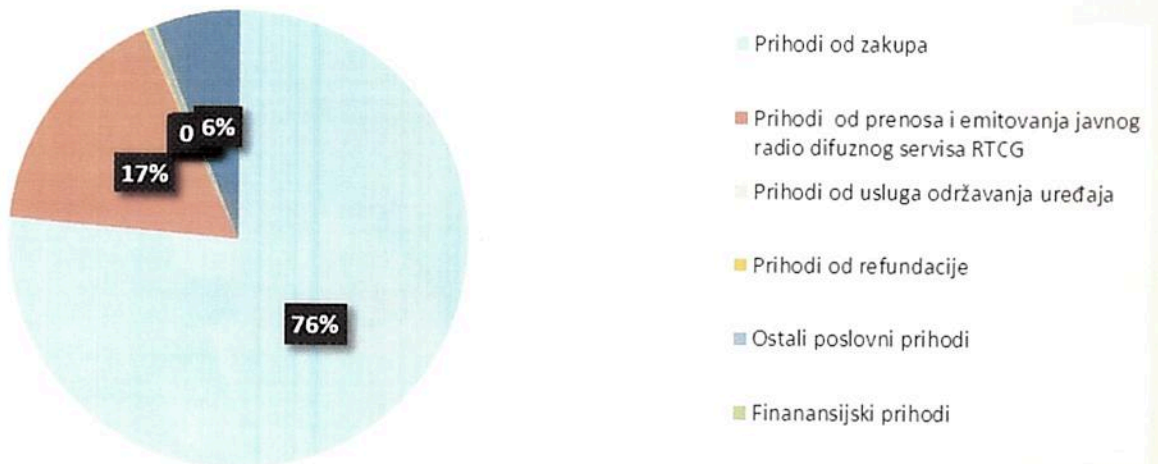 0
6%
17%
76%
Prihodi od zakupa
Prihodi od prenosa i emitovanja javnog
radio difuznog servisa RTCG
Prihodi od usluga održavanja uređaja
Prihodi od refundacije
Ostali poslovni prihodi
Finanansijski prihodi